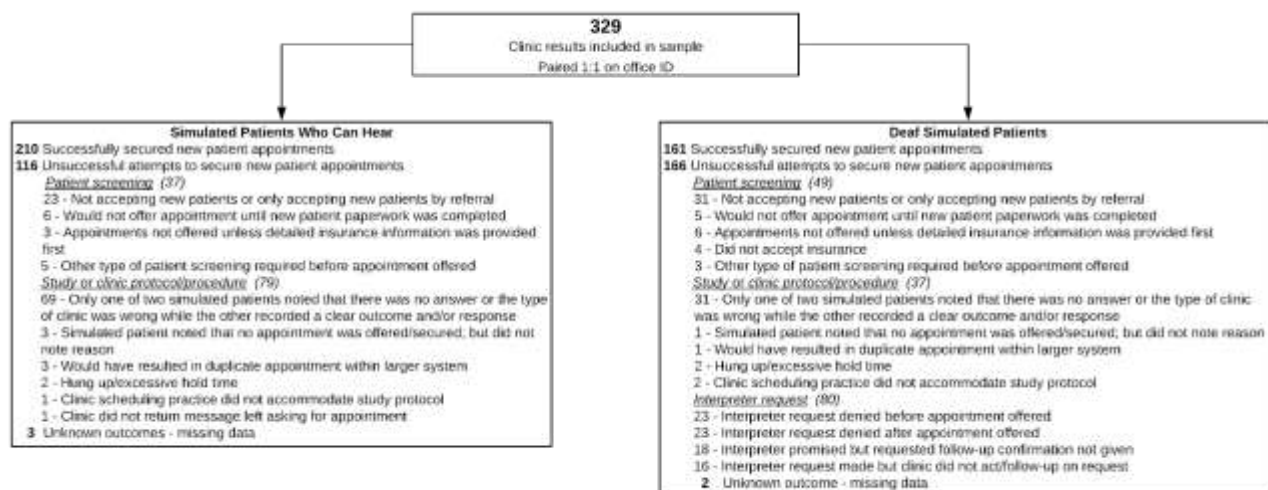 329
Clinic results included in sample
Paired 1:1 on office ID
Simulated Patients Who Can Hear
210 Successfully secured new patient appointments
116 Unsuccessful attempts to secure new patient appointments
Patient screening (37)
23 - Not accepting new patients or only accepting new patients by referral
6 - Would not offer appointment until new patient paperwork was completed
3 - Appointments not offered unless detailed insurance information was provided
first
5 - Other type of patient screening required before appointment offered
Study or clinic protocol/procedure (79)
69 - Only one of two simulated patients noted that there was no answer or the type
of clinic was wrong while the other recorded a clear outcome and/or response
3 - Simulated patient noted that no appointment was offered/secured; but did not
note reason
3 - Would have resulted in duplicate appointment within larger system
2 - Hung up/excessive hold time
1 - Clinic scheduling practice did not accommodate study protocol
1 - Clinic did not return message left asking for appointment
3 Unknown outcomes - missing data
Deaf Simulated Patients
161 Successfully secured new patient appointments
166 Unsuccessful attempts to secure new patient appointments
Patient screening (49)
31 - Not accepting new patients or only accepting new patients by referral
5 - Would not offer appointment until new patient paperwork was completed
6 - Appointments not offered unless detailed insurance information was provided first
4 - Did not accept insurance
3 - Other type of patient screening required before appointment offered
Study or clinic protocol/procedure (37)
31 - Only one of two simulated patients noted that there was no answer or the type of clinic
was wrong while the other recorded a clear outcome and/or response
1 - Simulated patient noted that no appointment was offered/secured; but did not note reason
1 - Would have resulted in duplicate appointment within larger system
2 - Hung up/excessive hold time
2 - Clinic scheduling practice did not accommodate study protocol
Interpreter request (80)
23 - Interpreter request denied before appointment offered
23 - Interpreter request denied after appointment offered
18 - Interpreter promised but requested follow-up confirmation not given
16 - Interpreter request made but clinic did not act/follow-up on request
2 Unknown outcome - missing data